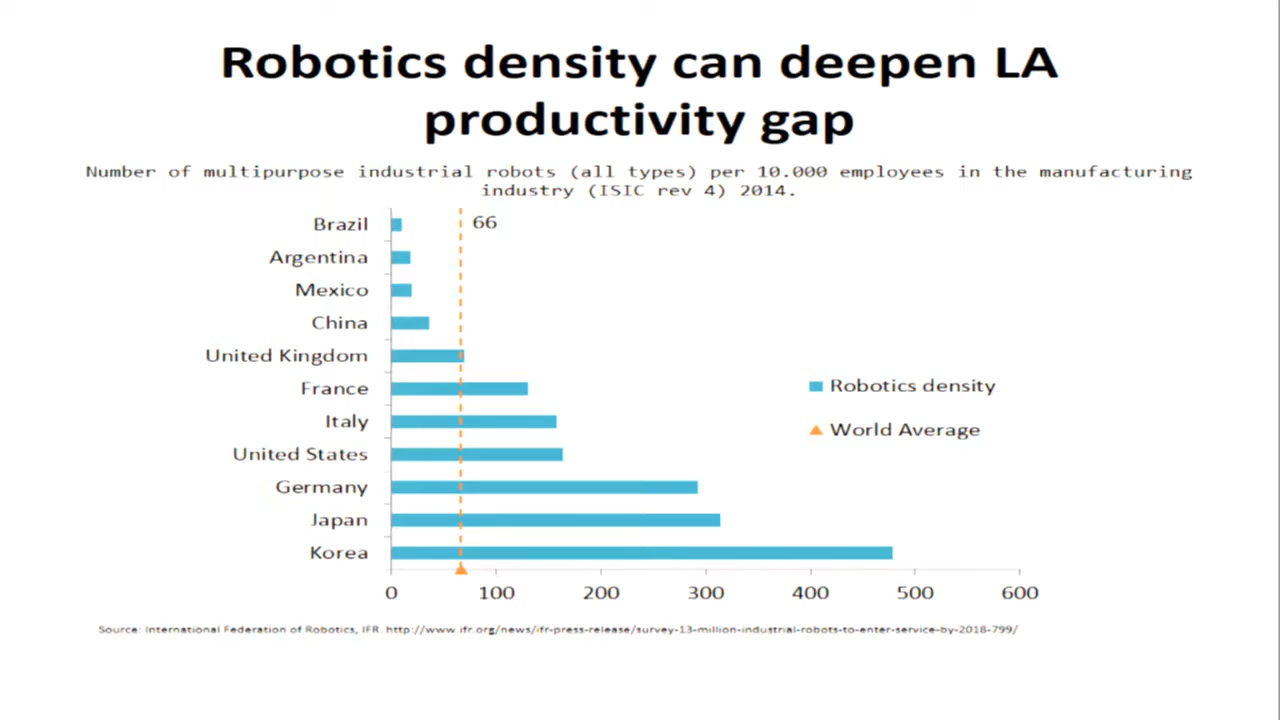 Robotics density can deepen LA
productivity gap
Number of multipurpose industrial robots (all types) per 10.000 employees in the manufacturing
industry (ISIC rev 4) 2014.
Brazil
66
Argentina
Mexico
China
United Kingdom
France
Italy
United States
Germany
Japan
Korea
Robotics density
World Average
0 100 200 300 400 500 600
Source: International Federation of Robotics, IFR. http://www.ifr.org/news/ifr-press-release/survey-13-million-industrial-robots-to-enter-service-by-2018-799/